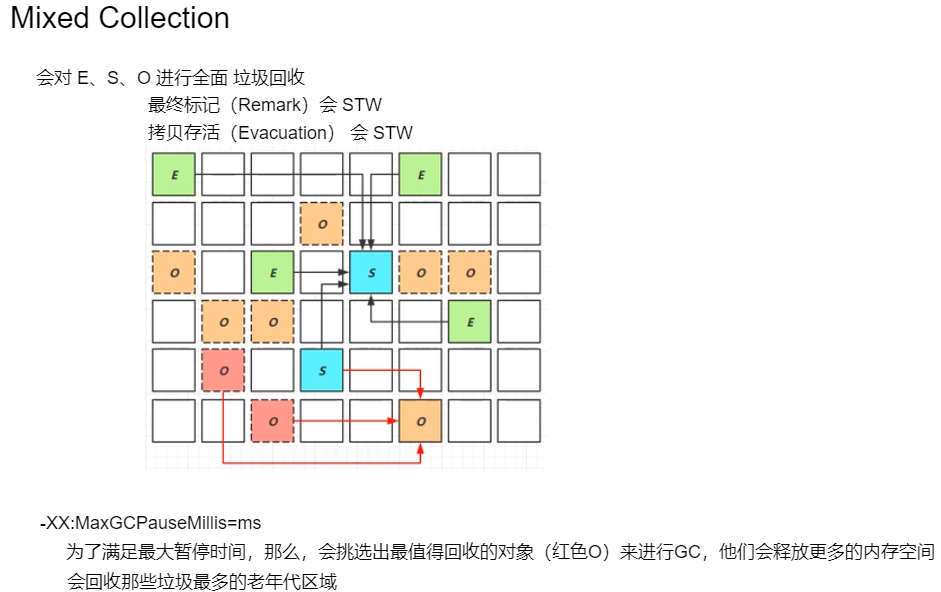 Mixed Collection
会对 E、S、O 进行全面 垃圾回收
最终标记（Remark）会 STW
拷贝存活（Evacuation） 会 STW
E E
O
O E S O O
O O E
O S
O O
-XX:MaxGCPauseMillis=ms
为了满足最大暂停时间，那么，会挑选出最值得回收的对象（红色O）来进行GC，他们会释放更多的内存空间
会回收那些垃圾最多的老年代区域